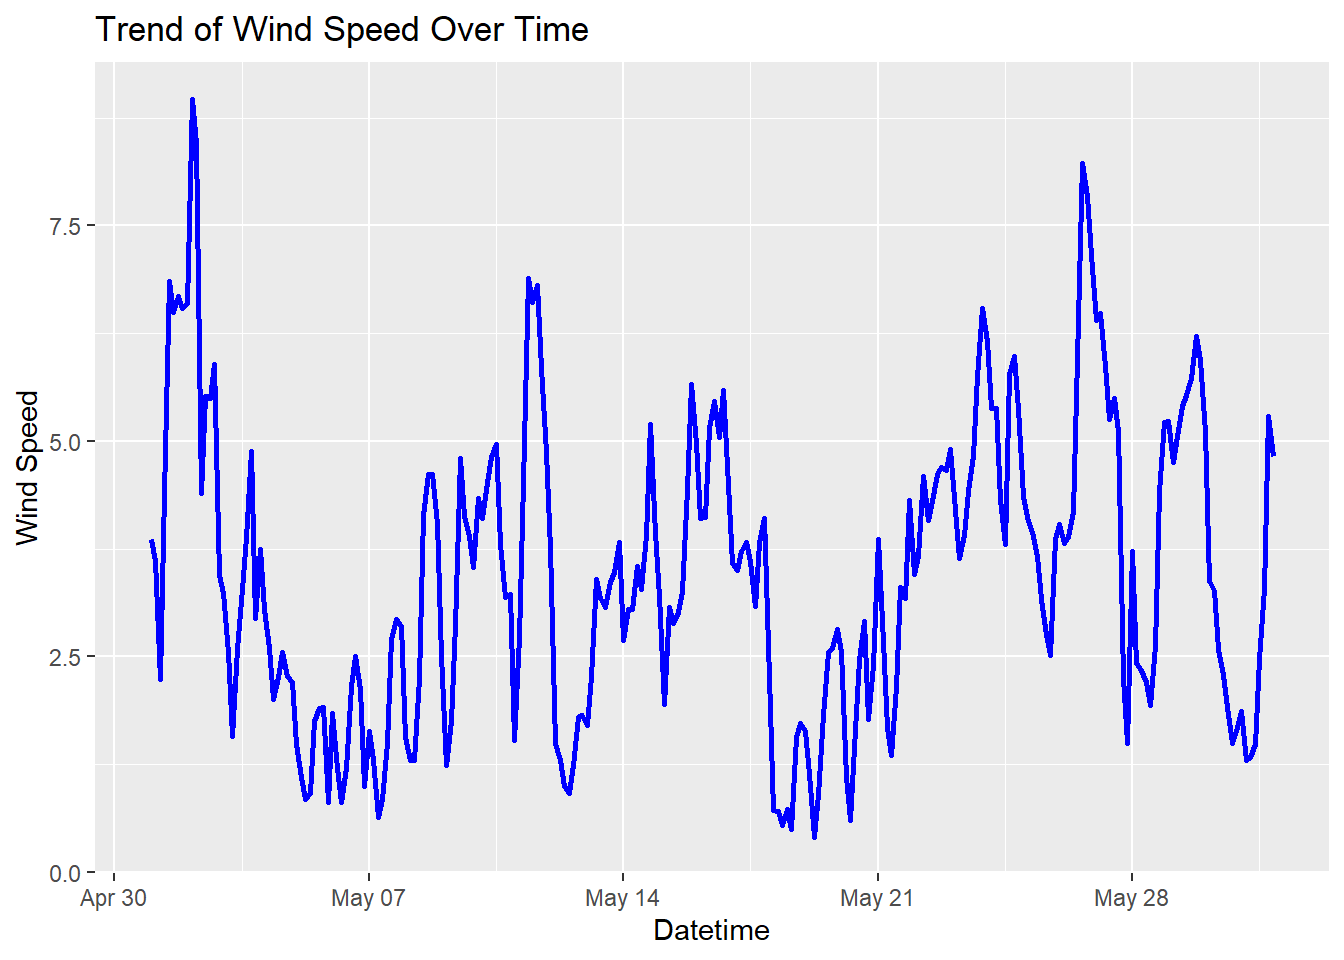 Trend of Wind Speed Over Time
Wind Speed
7.5
5.0
2.5
0.0
Apr 30 May 07 May 14 May 21 May 28
Datetime